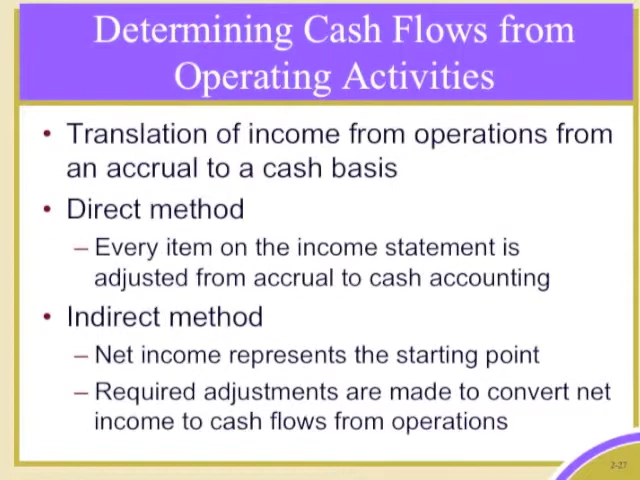 Determining Cash Flows from
Operating Activities
• Translation of income from operations from
an accrual to a cash basis
• Direct method
– Every item on the income statement is
adjusted from accrual to cash accounting
• Indirect method
– Net income represents the starting point
– Required adjustments are made to convert net
income to cash flows from operations
2-27